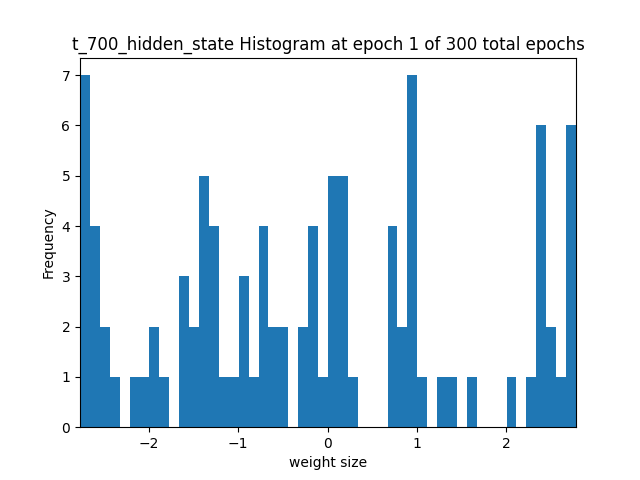 t_700_hidden_state Histogram at epoch 1 of 300 total epochs
7
6
5
4
3
2
1
0
Frequency
−2 −1 0 1 2
weight size